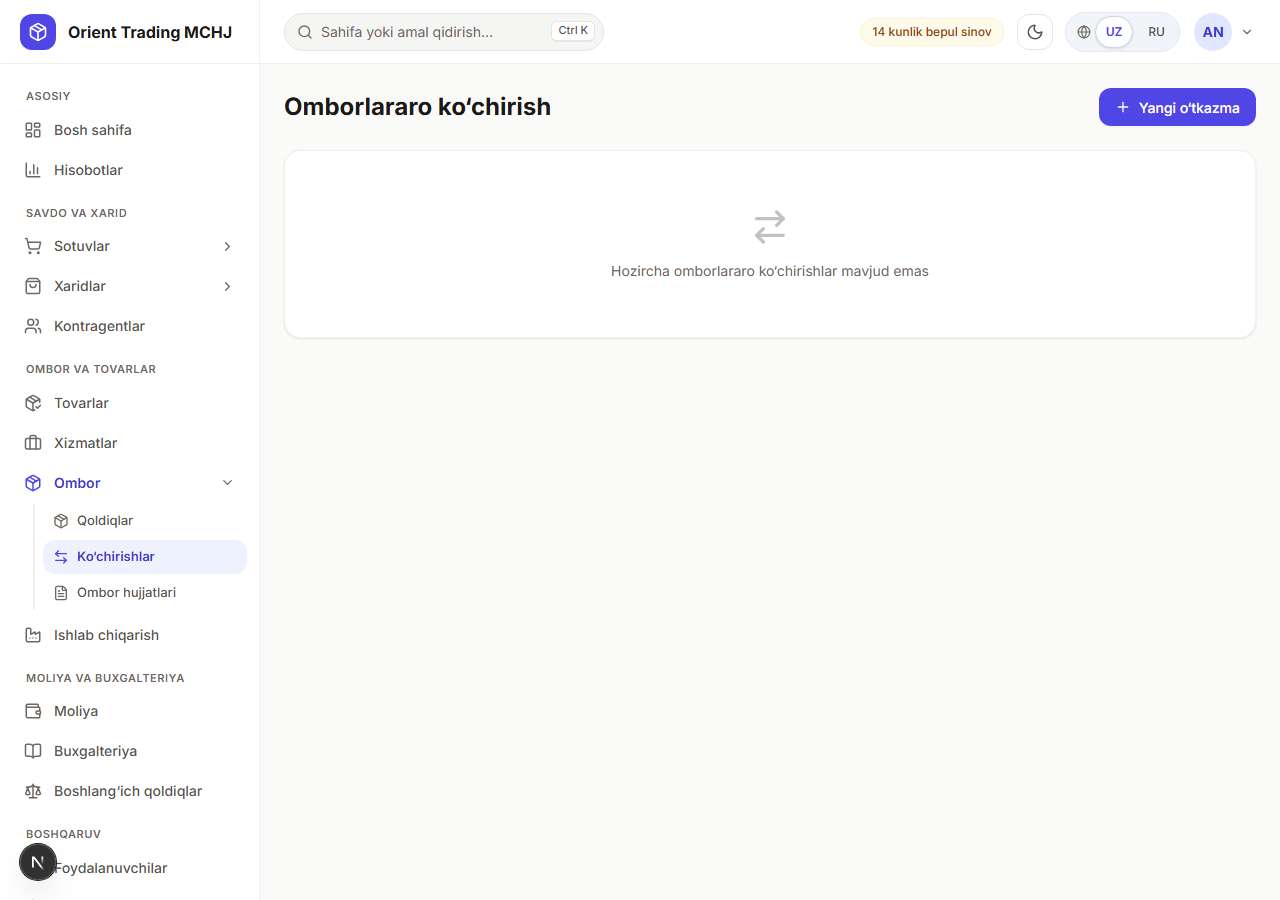 Orient Trading MCHJ
Sahifa yoki amal qidirish...
Ctrl K
14 kunlik bepul sinov
UZ
RU
AN
ASOSIY
Bosh sahifa
Hisobotlar
SAVDO VA XARID
Sotuvlar
Xaridlar
Kontragentlar
OMBOR VA TOVARLAR
Tovarlar
Xizmatlar
Ombor
Qoldiqlar
Ko‘chirishlar
Ombor hujjatlari
Ishlab chiqarish
MOLIYA VA BUXGALTERIYA
Moliya
Buxgalteriya
Boshlang‘ich qoldiqlar
BOSHQARUV
N
Foydalanuvchilar
Omborlararo ko‘chirish
Yangi o‘tkazma
Hozircha omborlararo ko‘chirishlar mavjud emas